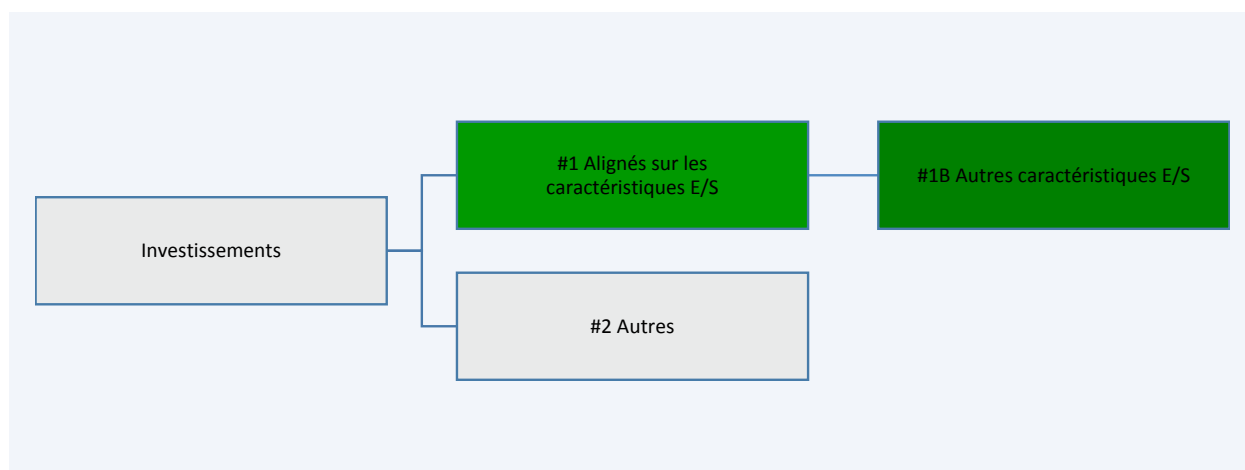 #1 Alignés sur les
caractéristiques E/S
#1B Autres caractéristiques E/S
Investissements
#2 Autres